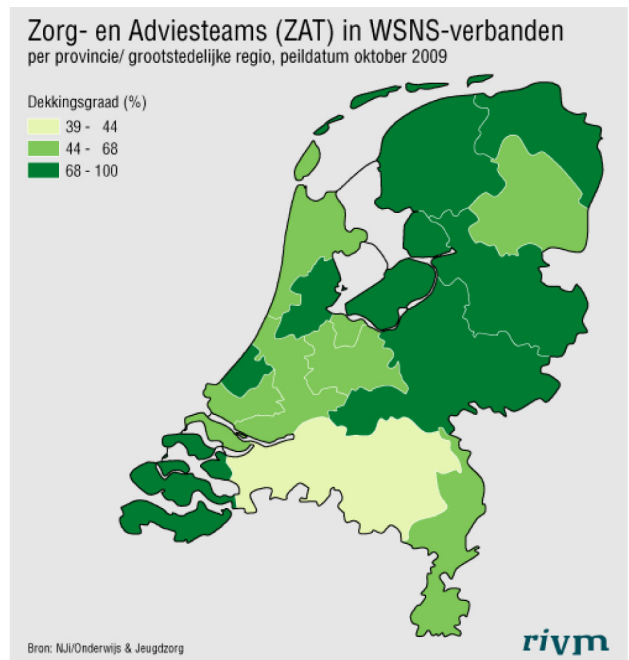 Zorg- en Adviesteams (ZAT) in WSNS-verbanden
per provincie/ grootstedelijke regio, peildatum oktober 2009
Dekkingsgraad (%)
39 - 44
44 - 68
68 - 100
Bron: NJi/Onderwijs & Jeugdzorg
rivm